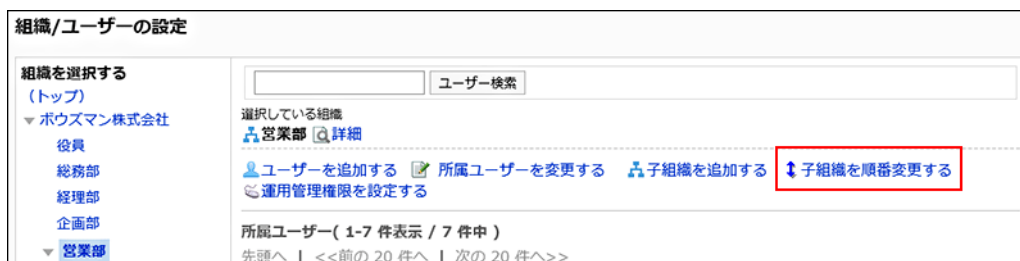 組織/ユーザーの設定
組織を選択する
(トップ)
ボウズマン株式会社
役員
総務部
経理部
企画部
営業部
ユーザー検索
選択している組織
営業部 詳細
ユーザーを追加する 所属ユーザーを変更する 子組織を追加する 子組織を順番変更する
運用管理権限を設定する
所属ユーザー( 1-7 件表示 / 7 件中 )
先頭へ | <<前の 20 件へ | 次の 20 件へ>>